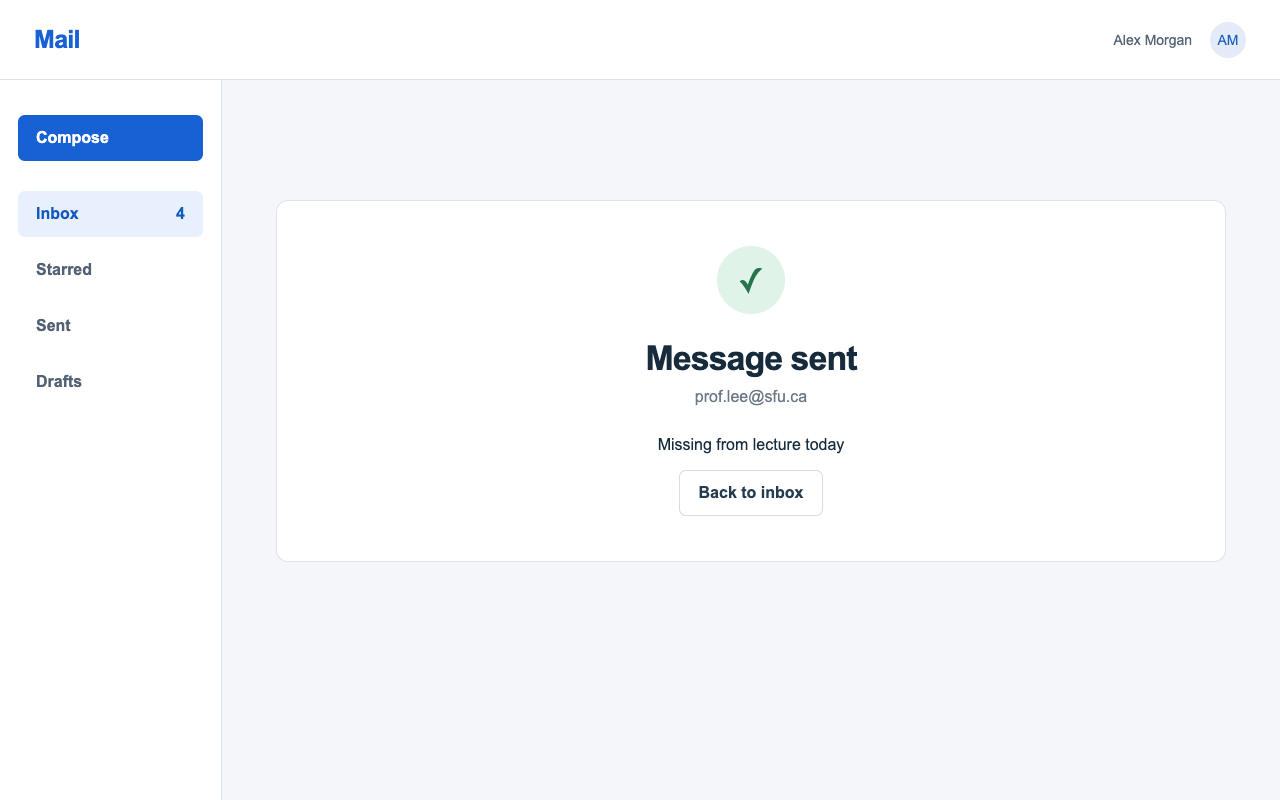 Mail
Alex Morgan
AM
Compose
Inbox 4
Starred
Sent
Drafts
Message sent
prof.lee@sfu.ca
Missing from lecture today
Back to inbox